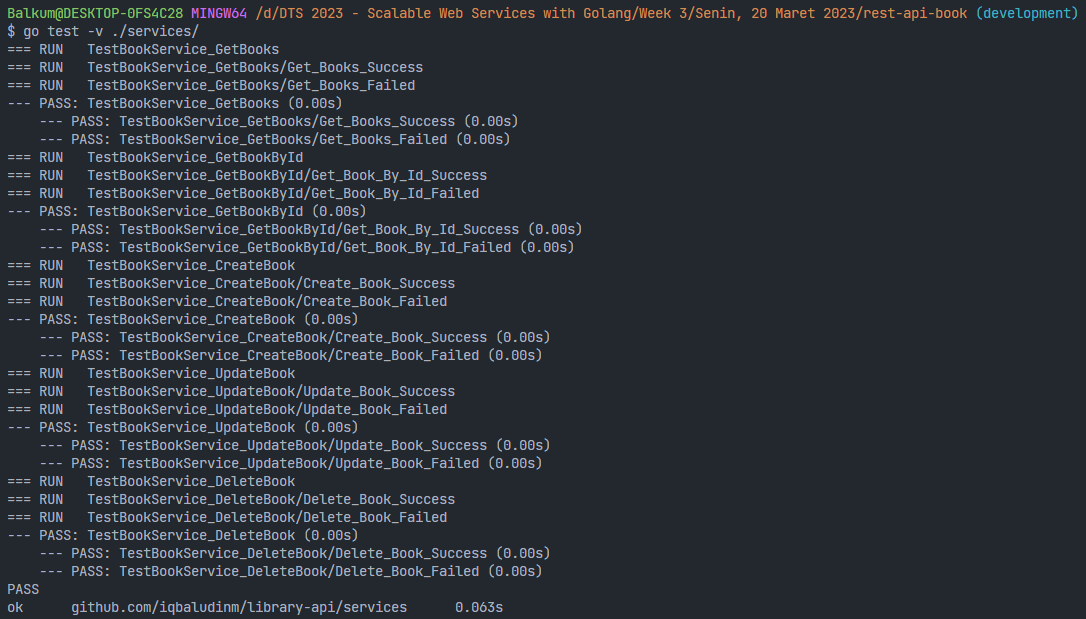 Balkum@DESKTOP-0FS4C28 MINGW64 /d/DTS 2023 - Scalable Web Services with Golang/Week 3/Senin, 20 Maret 2023/rest-api-book (development)
$ go test -v ./services/
=== RUN   TestBookService_GetBooks
=== RUN   TestBookService_GetBooks/Get_Books_Success
=== RUN   TestBookService_GetBooks/Get_Books_Failed
--- PASS: TestBookService_GetBooks (0.00s)
    --- PASS: TestBookService_GetBooks/Get_Books_Success (0.00s)
    --- PASS: TestBookService_GetBooks/Get_Books_Failed (0.00s)
=== RUN   TestBookService_GetBookById
=== RUN   TestBookService_GetBookById/Get_Book_By_Id_Success
=== RUN   TestBookService_GetBookById/Get_Book_By_Id_Failed
--- PASS: TestBookService_GetBookById (0.00s)
    --- PASS: TestBookService_GetBookById/Get_Book_By_Id_Success (0.00s)
    --- PASS: TestBookService_GetBookById/Get_Book_By_Id_Failed (0.00s)
=== RUN   TestBookService_CreateBook
=== RUN   TestBookService_CreateBook/Create_Book_Success
=== RUN   TestBookService_CreateBook/Create_Book_Failed
--- PASS: TestBookService_CreateBook (0.00s)
    --- PASS: TestBookService_CreateBook/Create_Book_Success (0.00s)
    --- PASS: TestBookService_CreateBook/Create_Book_Failed (0.00s)
=== RUN   TestBookService_UpdateBook
=== RUN   TestBookService_UpdateBook/Update_Book_Success
=== RUN   TestBookService_UpdateBook/Update_Book_Failed
--- PASS: TestBookService_UpdateBook (0.00s)
    --- PASS: TestBookService_UpdateBook/Update_Book_Success (0.00s)
    --- PASS: TestBookService_UpdateBook/Update_Book_Failed (0.00s)
=== RUN   TestBookService_DeleteBook
=== RUN   TestBookService_DeleteBook/Delete_Book_Success
=== RUN   TestBookService_DeleteBook/Delete_Book_Failed
--- PASS: TestBookService_DeleteBook (0.00s)
    --- PASS: TestBookService_DeleteBook/Delete_Book_Success (0.00s)
    --- PASS: TestBookService_DeleteBook/Delete_Book_Failed (0.00s)
PASS
ok      github.com/iqbaludinm/library-api/services      0.063s